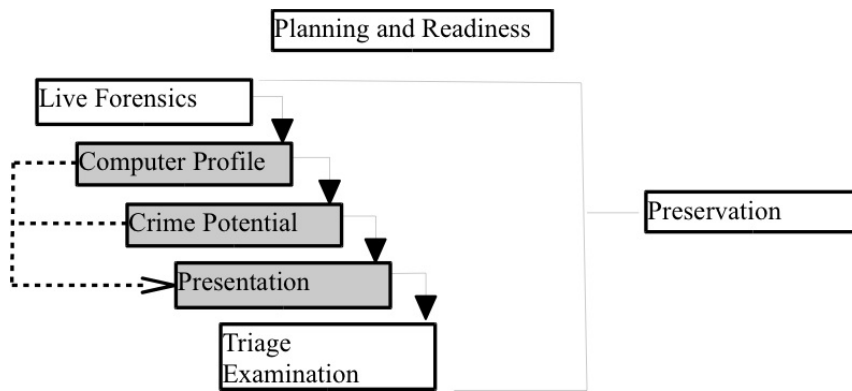 Planning and Readiness
Live Forensics
Computer Profile
Crime Potential
Preservation
Presentation
Triage
Examination